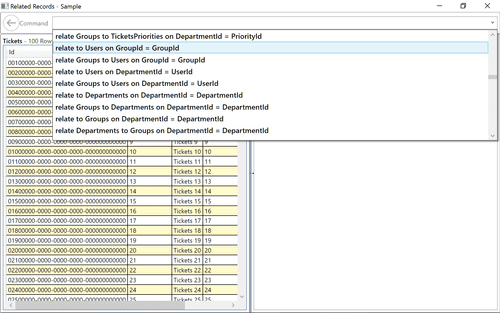 Related Records - Sample
Command
relate Groups to TicketsPriorities on DepartmentId = PriorityId
relate to Users on GroupId = GroupId
relate Groups to Users on GroupId = GroupId
relate to Users on DepartmentId = UserId
relate Groups to Users on DepartmentId = UserId
relate to Departments on DepartmentId = DepartmentId
relate Groups to Departments on DepartmentId = DepartmentId
relate to Groups on DepartmentId = DepartmentId
relate Departments to Groups on DepartmentId = DepartmentId
Tickets - 100 Row
Id
00100000-0000-
00200000-0000-
00300000-0000-
00400000-0000-
00500000-0000-
00600000-0000-
00700000-0000-
00800000-0000-
00900000-0000-0000-0000-000000000000 9 Tickets 9 9
01000000-0000-0000-0000-000000000000 10 Tickets 10 10
01100000-0000-0000-0000-000000000000 11 Tickets 11 11
01200000-0000-0000-0000-000000000000 12 Tickets 12 12
01300000-0000-0000-0000-000000000000 13 Tickets 13 13
01400000-0000-0000-0000-000000000000 14 Tickets 14 14
01500000-0000-0000-0000-000000000000 15 Tickets 15 15
01600000-0000-0000-0000-000000000000 16 Tickets 16 16
01700000-0000-0000-0000-000000000000 17 Tickets 17 17
01800000-0000-0000-0000-000000000000 18 Tickets 18 18
01900000-0000-0000-0000-000000000000 19 Tickets 19 19
02000000-0000-0000-0000-000000000000 20 Tickets 20 20
02100000-0000-0000-0000-000000000000 21 Tickets 21 21
02200000-0000-0000-0000-000000000000 22 Tickets 22 22
02300000-0000-0000-0000-000000000000 23 Tickets 23 23
02400000-0000-0000-0000-000000000000 24 Tickets 24 24
02500000-0000-0000-0000-000000000000 25 Tickets 25 25